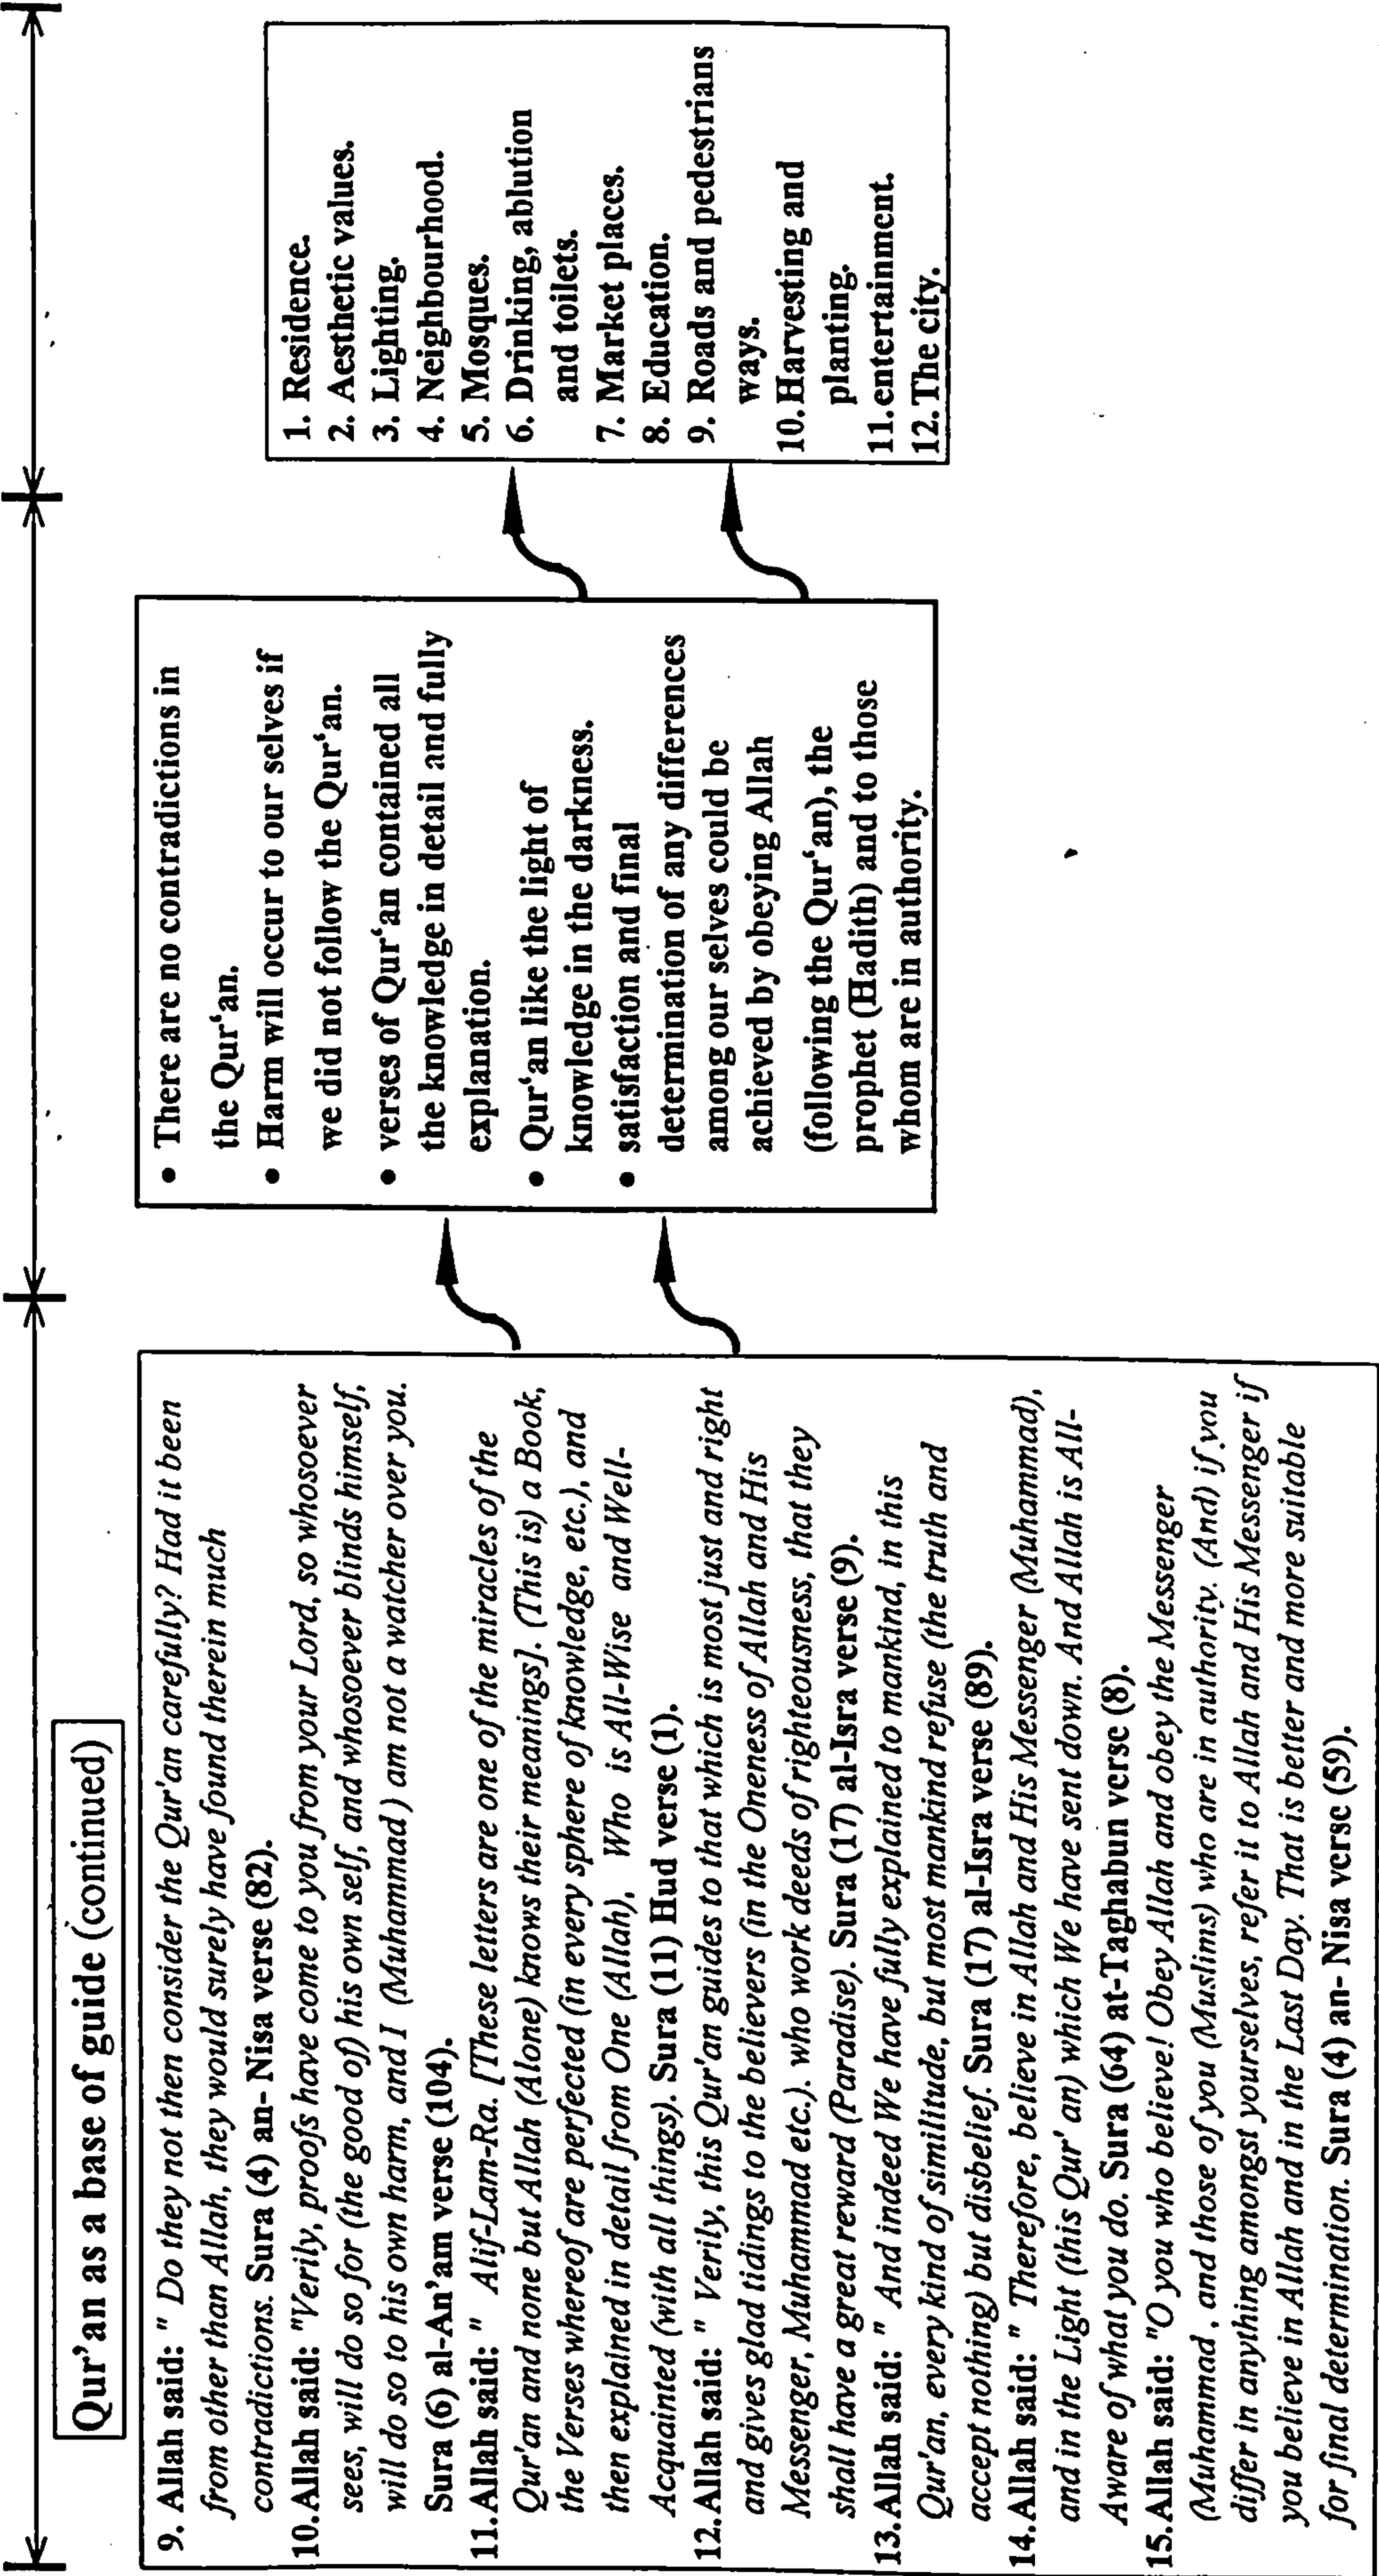 Qur'an as a base of guide (continued)
9. Allah said: " Do they not then consider the Qur'an carefully? Had it been
from other than Allah, they would surely have found therein much
contradictions. Sura (4) an- Nisa verse (82).
10.Allah said: "Verily, proofs have come to you from your Lord, so whosoever
sees, will do so for (the good of) his own self, and whosoever blinds himself,
will do so to his own harm, and I (Muhammad ) am not a watcher over you.
Sura (6) al-An'am verse (104).
11.Allah said: " Alif-Lam-Ra. [These letters are one of the miracles of the
Qur'an and none but Allah (Alone) knows their meanings]. (This is) a Book,
the Verses whereof are perfected (in every sphere of knowledge, etc.), and
then explained in detail from One (Allah), Who is All-Wise and Well-
Acquainted (with all things). Sura (11) Hud verse (1).
12.Allah said: " Verily, this Qur'an guides to that which is most just and right
and gives glad tidings to the believers (in the Oneness of Allah and His
Messenger, Muhammad etc.). who work deeds of righteousness, that they
shall have a great reward (Paradise). Sura (17) al-Isra verse (9).
13.Allah said: " And indeed We have fully explained to mankind, in this
Qur'an, every kind of similitude, but most mankind refuse (the truth and
accept nothing) but disbelief. Sura (17) al-Isra verse (89).
14.Allah said: " Therefore, believe in Allah and His Messenger (Muhammad),
and in the Light (this Qur' an) which We have sent down. And Allah is All-
Aware of what you do. Sura (64) at-Taghabun verse (8).
15.Allah said: "O you who believe! Obey Allah and obey the Messenger
(Muhammad , and those of you (Muslims) who are in authority. (And) if you
differ in anything amongst yourselves, refer it to Allah and His Messenger if
you believe in Allah and in the Last Day. That is better and more suitable
for final determination. Sura (4) an- Nisa verse (59).
• There are no contradictions in
the Qur‘an.
• Harm will occur to our selves if
we did not follow the Qur‘an.
• verses of Qur‘an contained all
the knowledge in detail and fully
explanation.
• Qur‘an like the light of
knowledge in the darkness.
• satisfaction and final
determination of any differences
among our selves could be
achieved by obeying Allah
(following the Qur‘an), the
prophet (Hadith) and to those
whom are in authority.
1. Residence.
2. Aesthetic values.
3. Lighting.
4. Neighbourhood.
5. Mosques.
6. Drinking, ablution
and toilets.
7. Market places.
8. Education.
9. Roads and pedestrians
ways.
10.Harvesting and
planting.
11.entertainment.
12.The city.